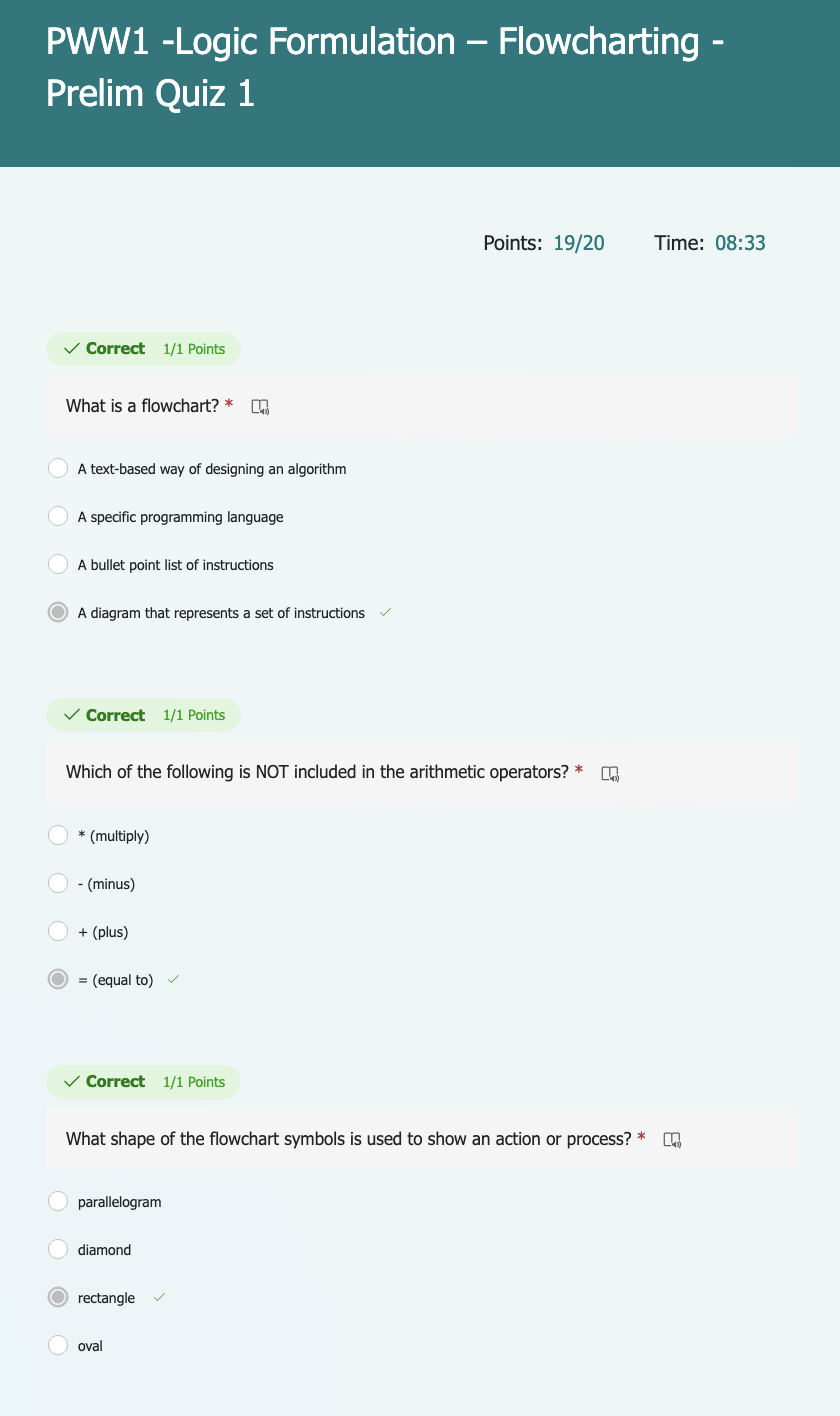 PWW1 -Logic Formulation – Flowcharting -
Prelim Quiz 1
Points: 19/20 Time: 08:33
Correct 1/1 Points
What is a flowchart? *
A text-based way of designing an algorithm
A specific programming language
A bullet point list of instructions
A diagram that represents a set of instructions
Correct 1/1 Points
Which of the following is NOT included in the arithmetic operators? *
* (multiply)
- (minus)
+ (plus)
= (equal to)
Correct 1/1 Points
What shape of the flowchart symbols is used to show an action or process? *
parallelogram
diamond
rectangle
oval